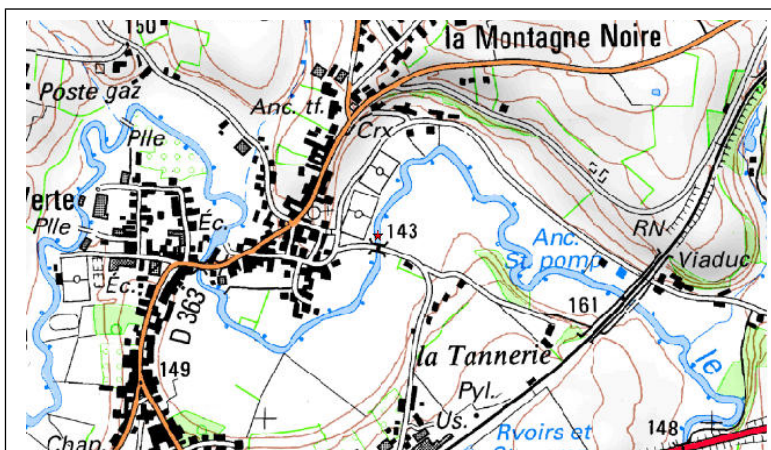 150
la Montagne Noire
Poste gaz
Anc. tf.
Plle
Crx
Verte
Éc.
143
RN
Plle
Anc.
St pomp
Viaduc
Éc.
D 363
161
149
la Tannerie
le
Pyl.
Us.
148
Chap.
Rvoirs et